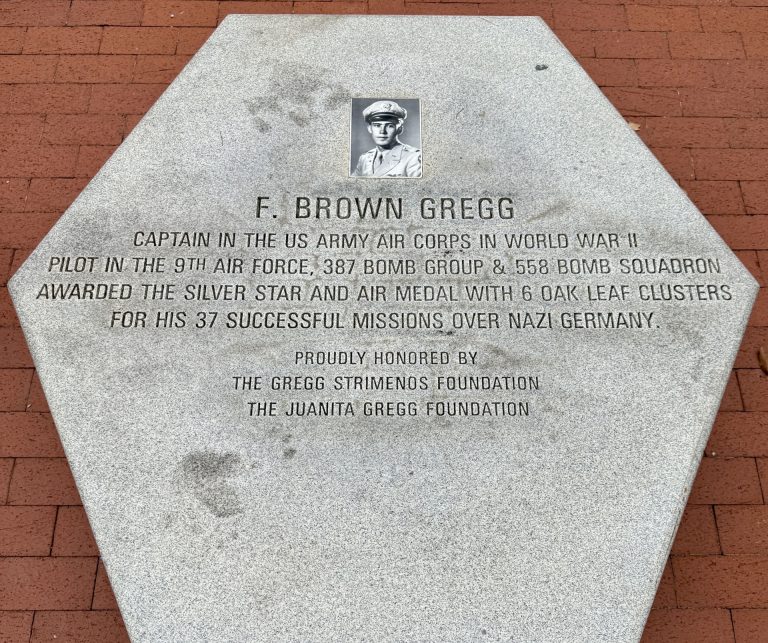 F. BROWN GREGG
CAPTAIN IN THE US ARMY AIR CORPS IN WORLD WAR II
PILOT IN THE 9TH AIR FORCE, 387 BOMB GROUP & 558 BOMB SQUADRON
AWARDED THE SILVER STAR AND AIR MEDAL WITH 6 OAK LEAF CLUSTERS
FOR HIS 37 SUCCESSFUL MISSIONS OVER NAZI GERMANY.
PROUDLY HONORED BY
THE GREGG STRIMENOS FOUNDATION
THE JUANITA GREGG FOUNDATION